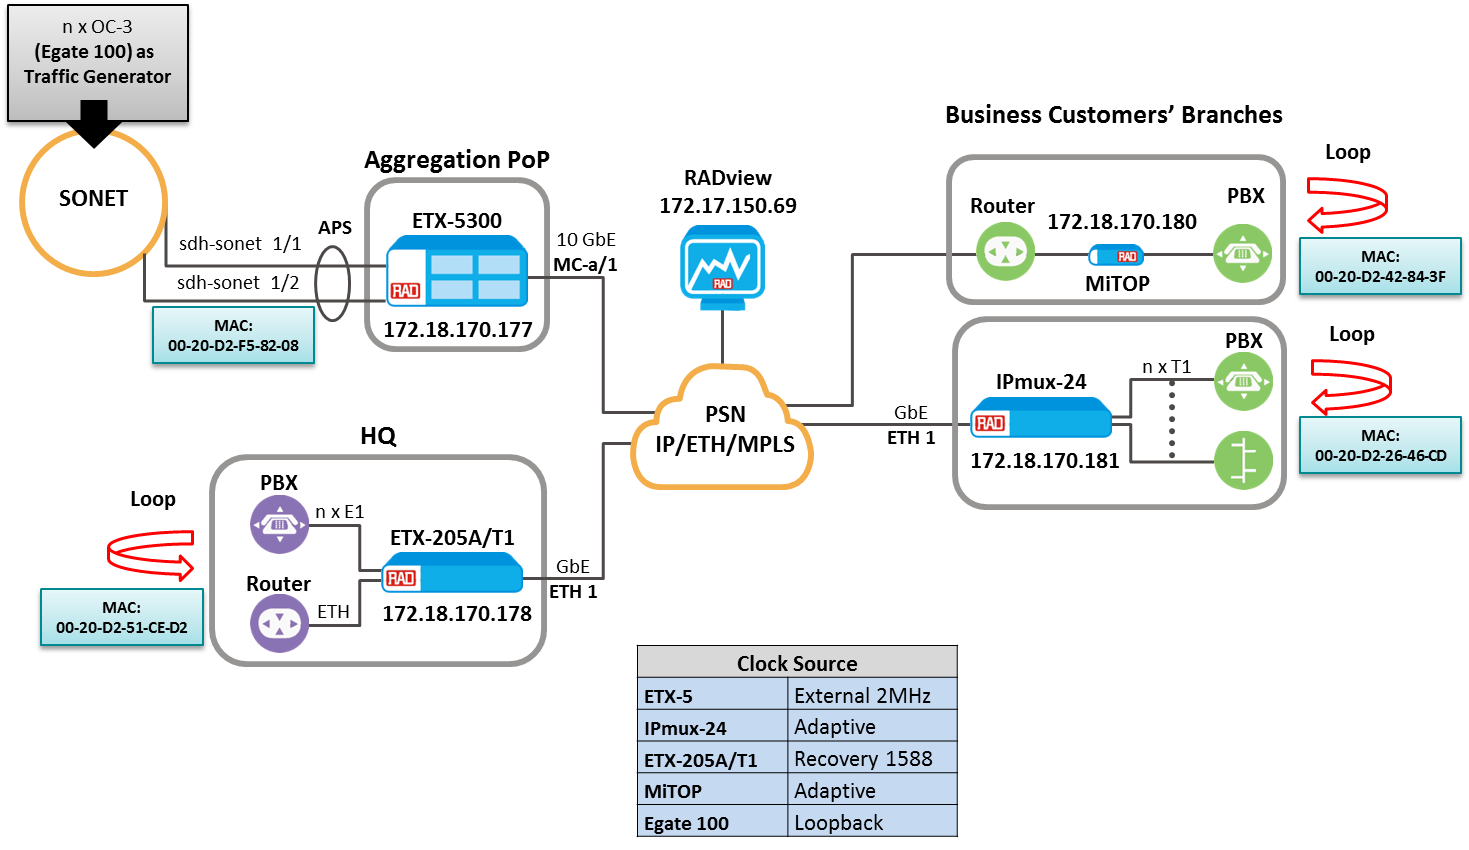 n x OC-3
(Egate 100) as
Traffic Generator
SONET
sdh-sonet 1/1
sdh-sonet 1/2
APS
MAC:
00-20-D2-F5-82-08
Aggregation PoP
ETX-5300
RAD
172.18.170.177
10 GbE
MC-a/1
RADview
172.17.150.69
RAD
PSN
IP/ETH/MPLS
Business Customers’ Branches
Router
172.18.170.180
RAD
MiTOP
PBX
Loop
MAC:
00-20-D2-42-84-3F
GbE
ETH 1
IPmux-24
RAD
172.18.170.181
n x T1
PBX
Loop
MAC:
00-20-D2-26-46-CD
HQ
PBX
n x E1
Router
ETH
ETX-205A/T1
RAD
172.18.170.178
GbE
ETH 1
Loop
MAC:
00-20-D2-51-CE-D2
Clock Source
ETX-5 External 2MHz
IPmux-24 Adaptive
ETX-205A/T1 Recovery 1588
MiTOP Adaptive
Egate 100 Loopback